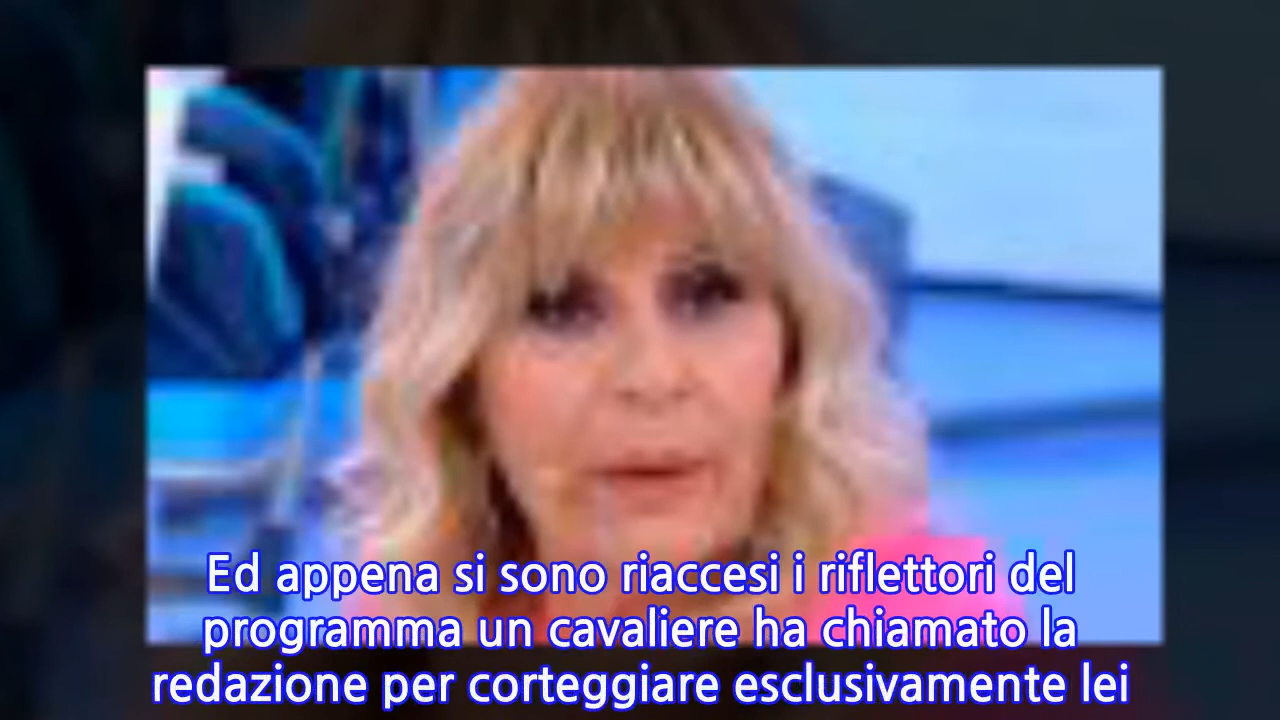 Ed appena si sono riaccesi i riflettori del
programma un cavaliere ha chiamato la
redazione per corteggiare esclusivamente lei